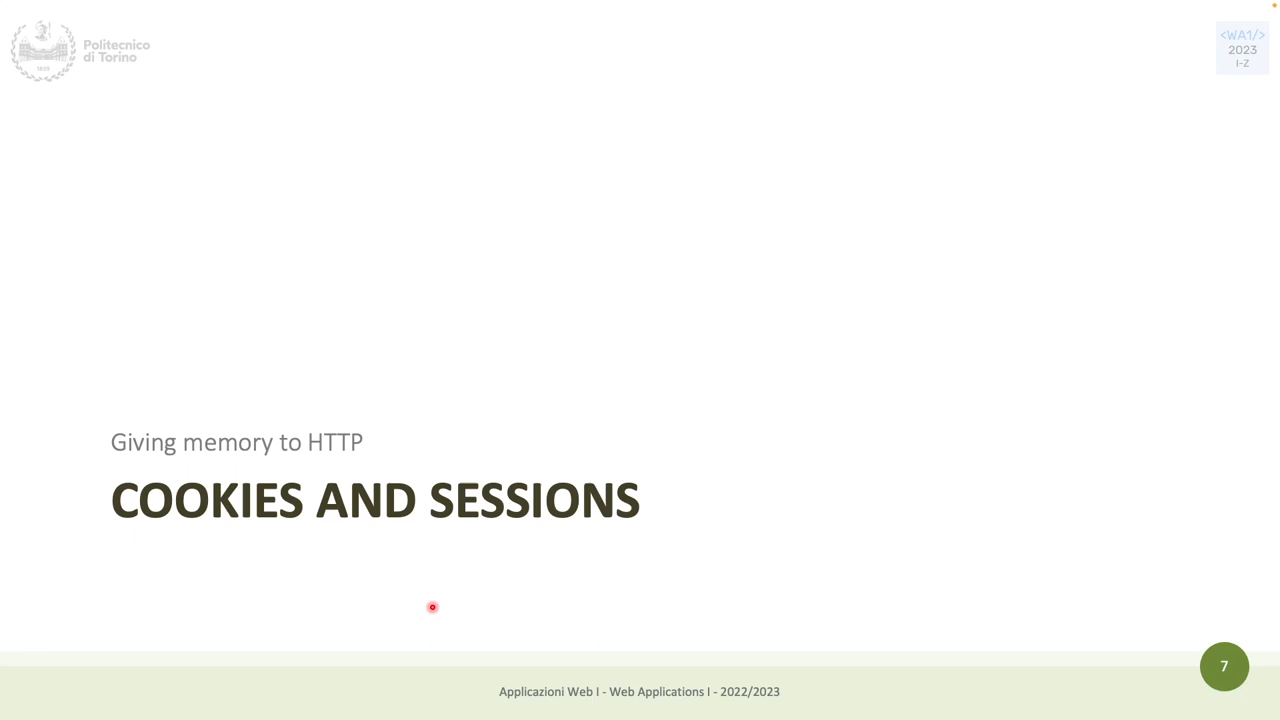 Politecnico
di Torino
1859
<WA1/>
2023
I-Z
Giving memory to HTTP
COOKIES AND SESSIONS
7
Applicazioni Web I - Web Applications I - 2022/2023